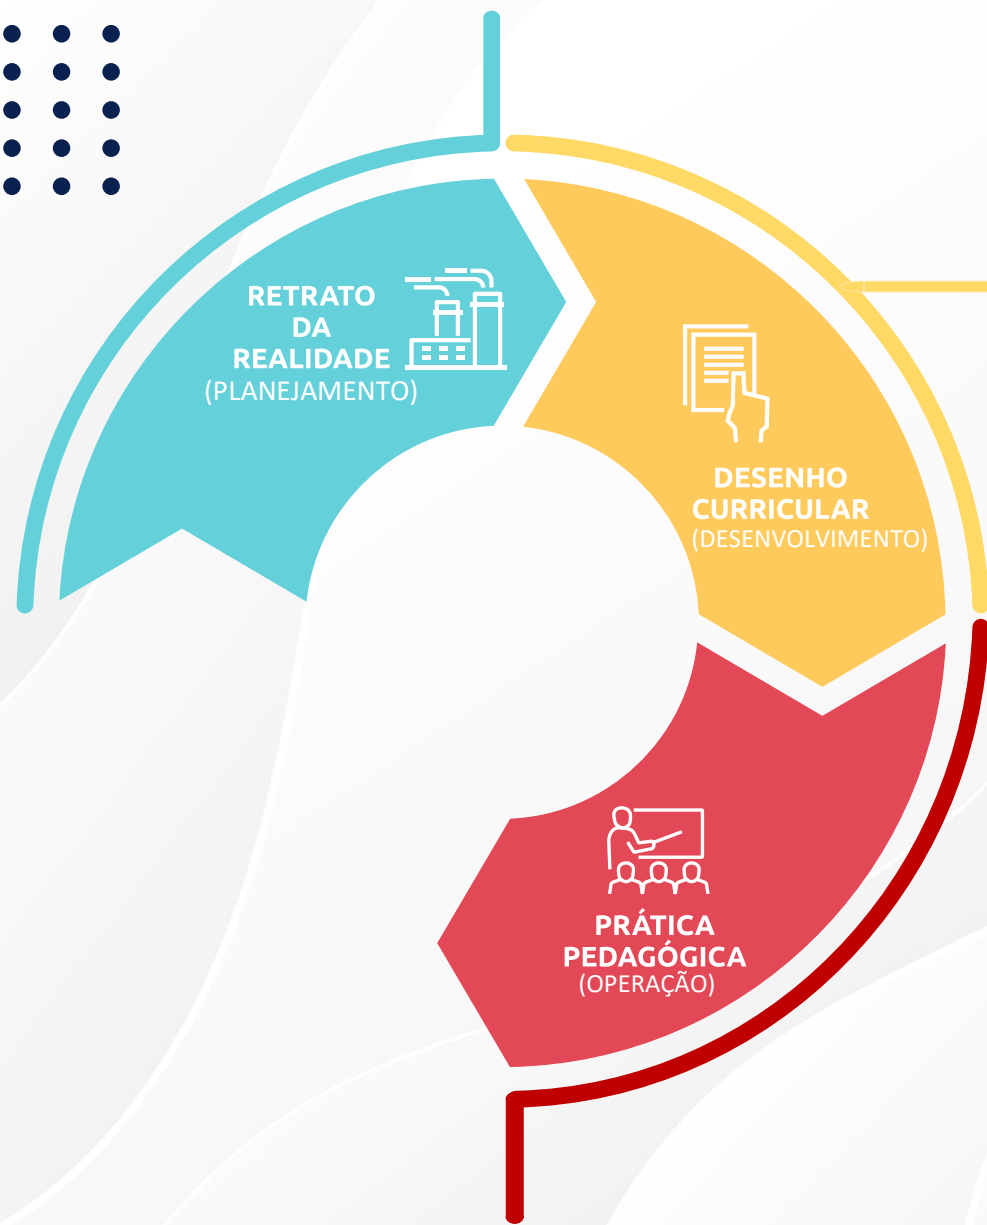 RETRATO
DA
REALIDADE
(PLANEJAMENTO)
DESENHO
CURRICULAR
(DESENVOLVIMENTO)
PRÁTICA
PEDAGÓGICA
(OPERAÇÃO)